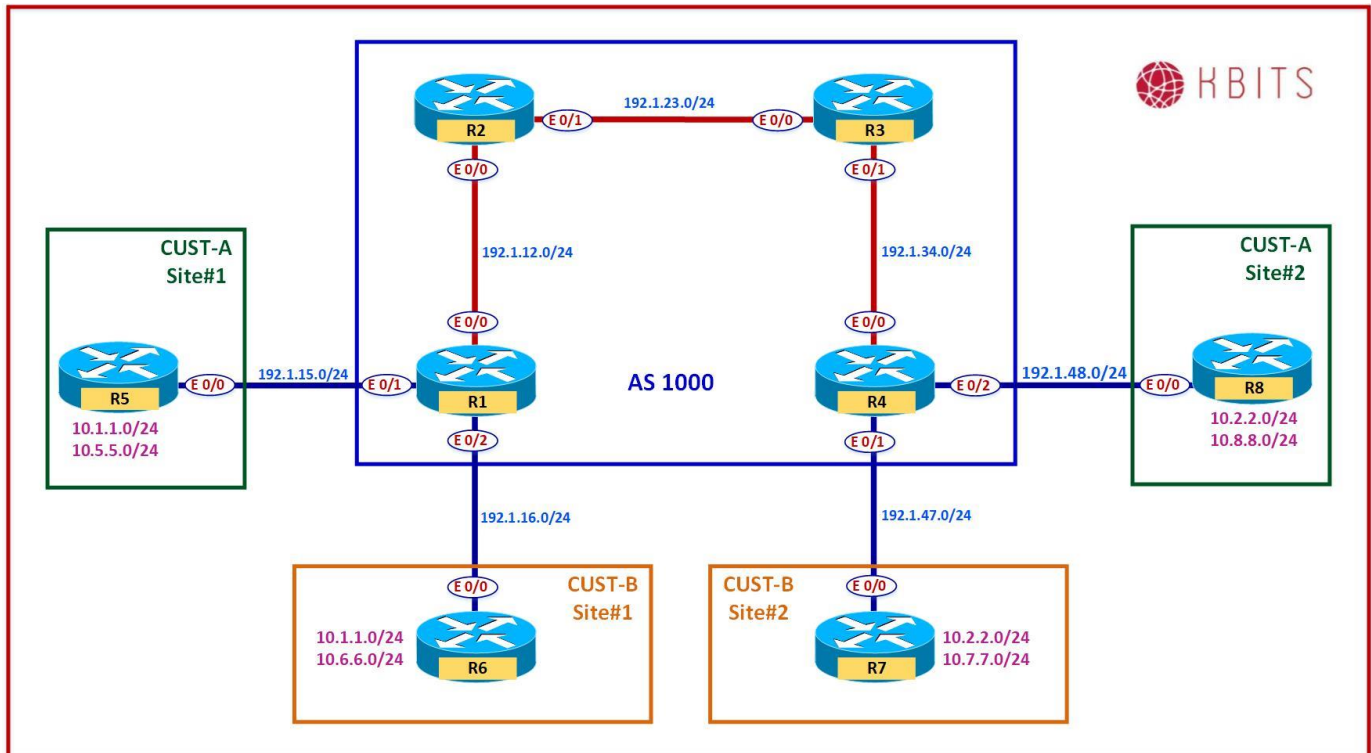 KBITS
R2
E 0/1
192.1.23.0/24
E 0/0
R3
E 0/0
E 0/1
192.1.12.0/24
192.1.34.0/24
CUST-A
Site#1
CUST-A
Site#2
E 0/0
E 0/0
R5
E 0/0
192.1.15.0/24
E 0/1
R1
AS 1000
R4
E 0/2
192.1.48.0/24
E 0/0
R8
10.1.1.0/24
10.5.5.0/24
E 0/2
E 0/1
10.2.2.0/24
10.8.8.0/24
192.1.16.0/24
192.1.47.0/24
CUST-B
Site#1
E 0/0
10.1.1.0/24
10.6.6.0/24
R6
CUST-B
Site#2
E 0/0
R7
10.2.2.0/24
10.7.7.0/24